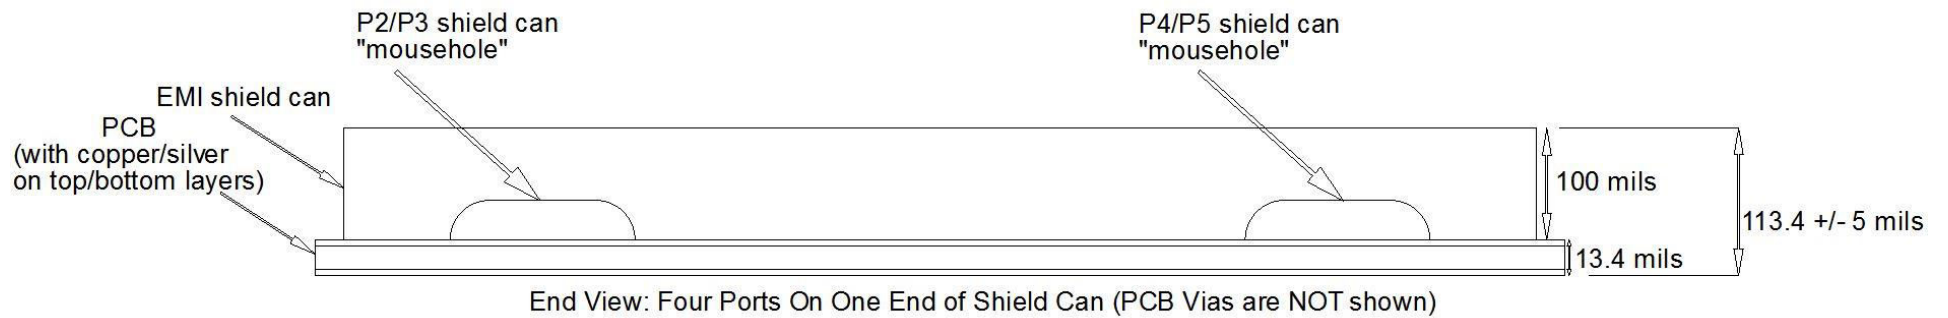 P2/P3 shield can
"mousehole"
P4/P5 shield can
"mousehole"
EMI shield can
PCB
(with copper/silver
on top/bottom layers)
100 mils
113.4 +/- 5 mils
13.4 mils
End View: Four Ports On One End of Shield Can (PCB Vias are NOT shown)